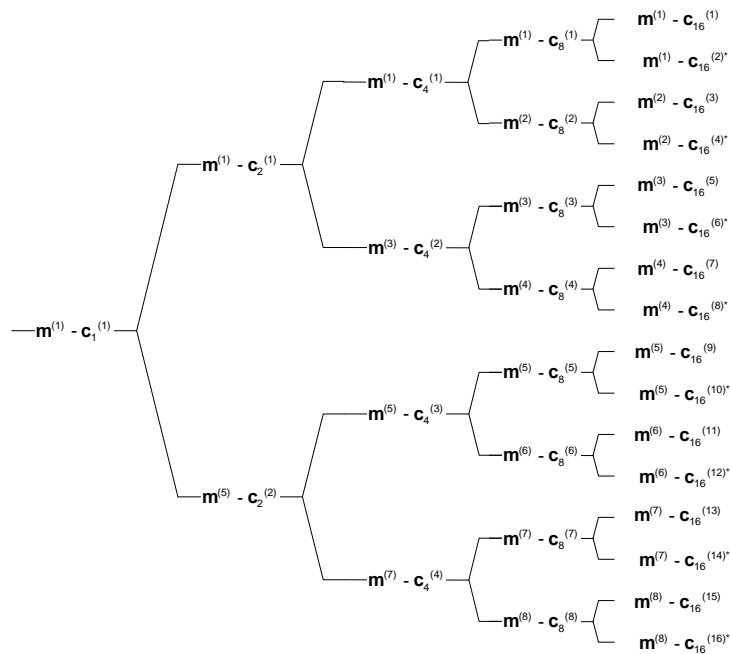 m(1) - c16(1)
m(1) - c8(1)
m(1) - c16(2)*
m(1) - c4(1)
m(2) - c16(3)
m(2) - c8(2)
m(2) - c16(4)*
m(1) - c2(1)
m(3) - c16(5)
m(3) - c8(3)
m(3) - c16(6)*
m(3) - c4(2)
m(4) - c16(7)
m(4) - c8(4)
m(4) - c16(8)*
m(1) - c1(1)
m(5) - c16(9)
m(5) - c8(5)
m(5) - c16(10)*
m(5) - c4(3)
m(6) - c16(11)
m(6) - c8(6)
m(6) - c16(12)*
m(5) - c2(2)
m(7) - c16(13)
m(7) - c8(7)
m(7) - c16(14)*
m(7) - c4(4)
m(8) - c16(15)
m(8) - c8(8)
m(8) - c16(16)*